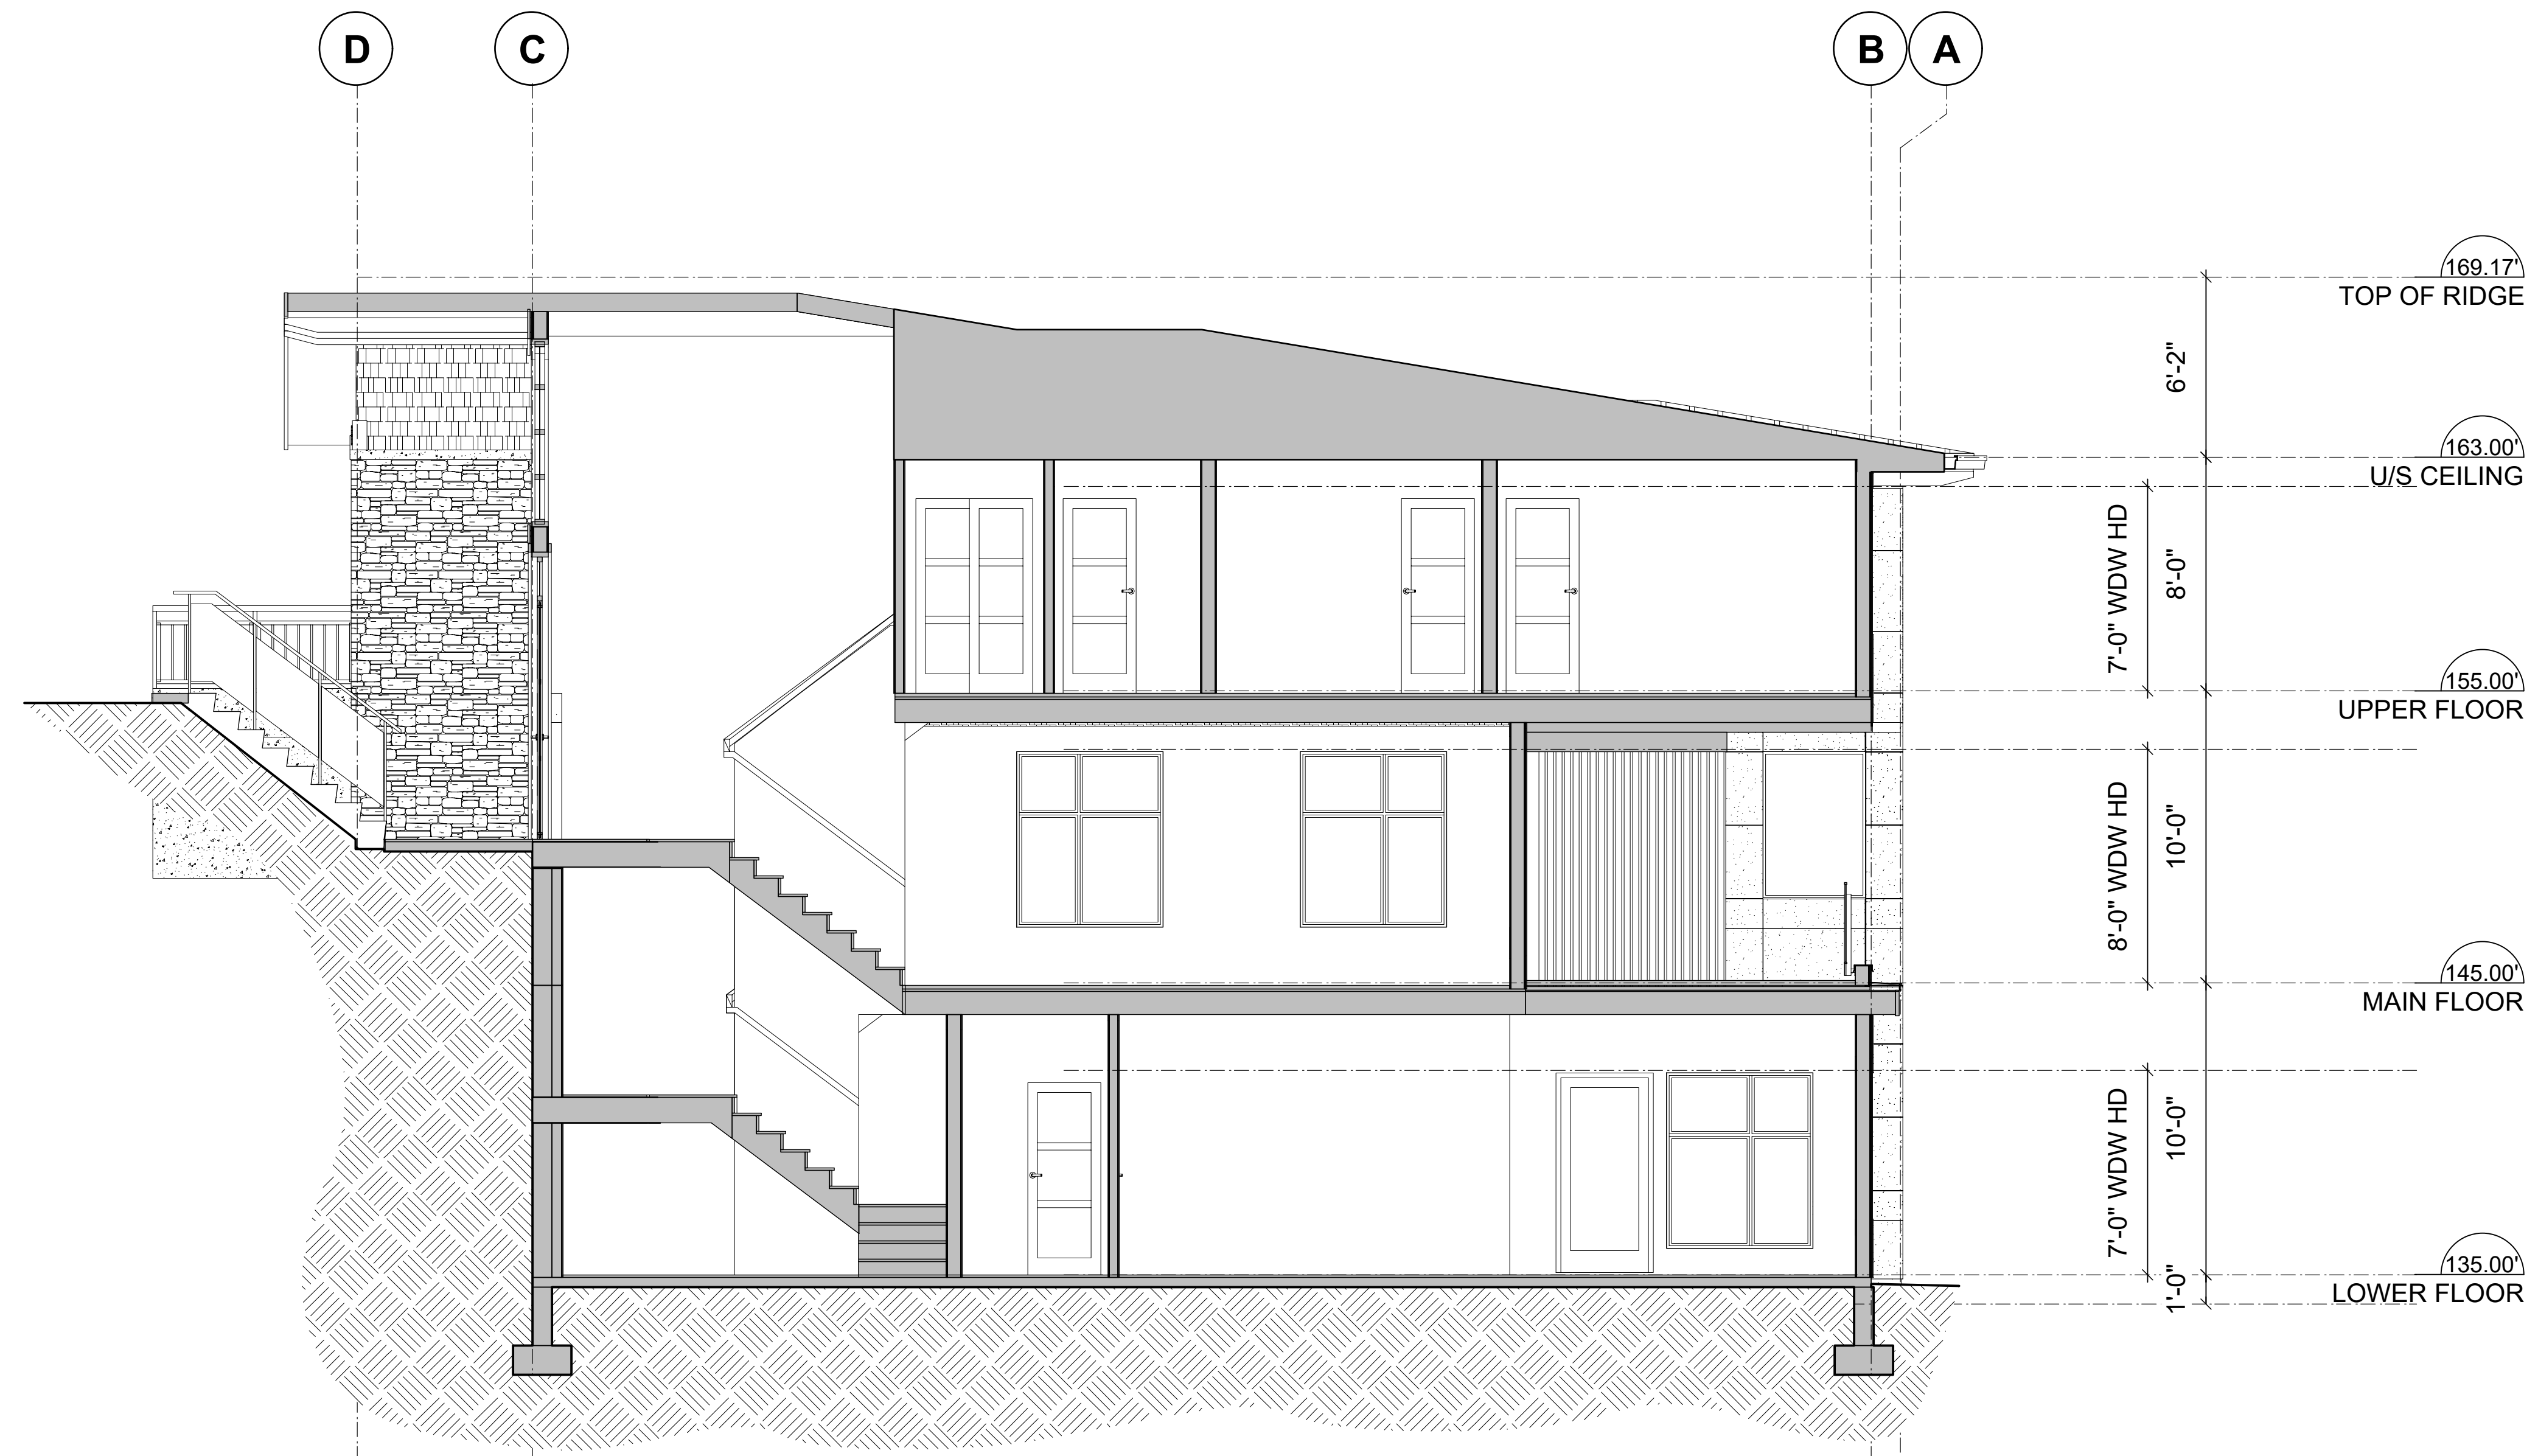 D
C
B
A
169.17'
TOP OF RIDGE
6'-2"
163.00'
U/S CEILING
7'-0" WDW HD
8'-0"
155.00'
UPPER FLOOR
8'-0" WDW HD
10'-0"
145.00'
MAIN FLOOR
7'-0" WDW HD
10'-0"
135.00'
LOWER FLOOR
1'-0"